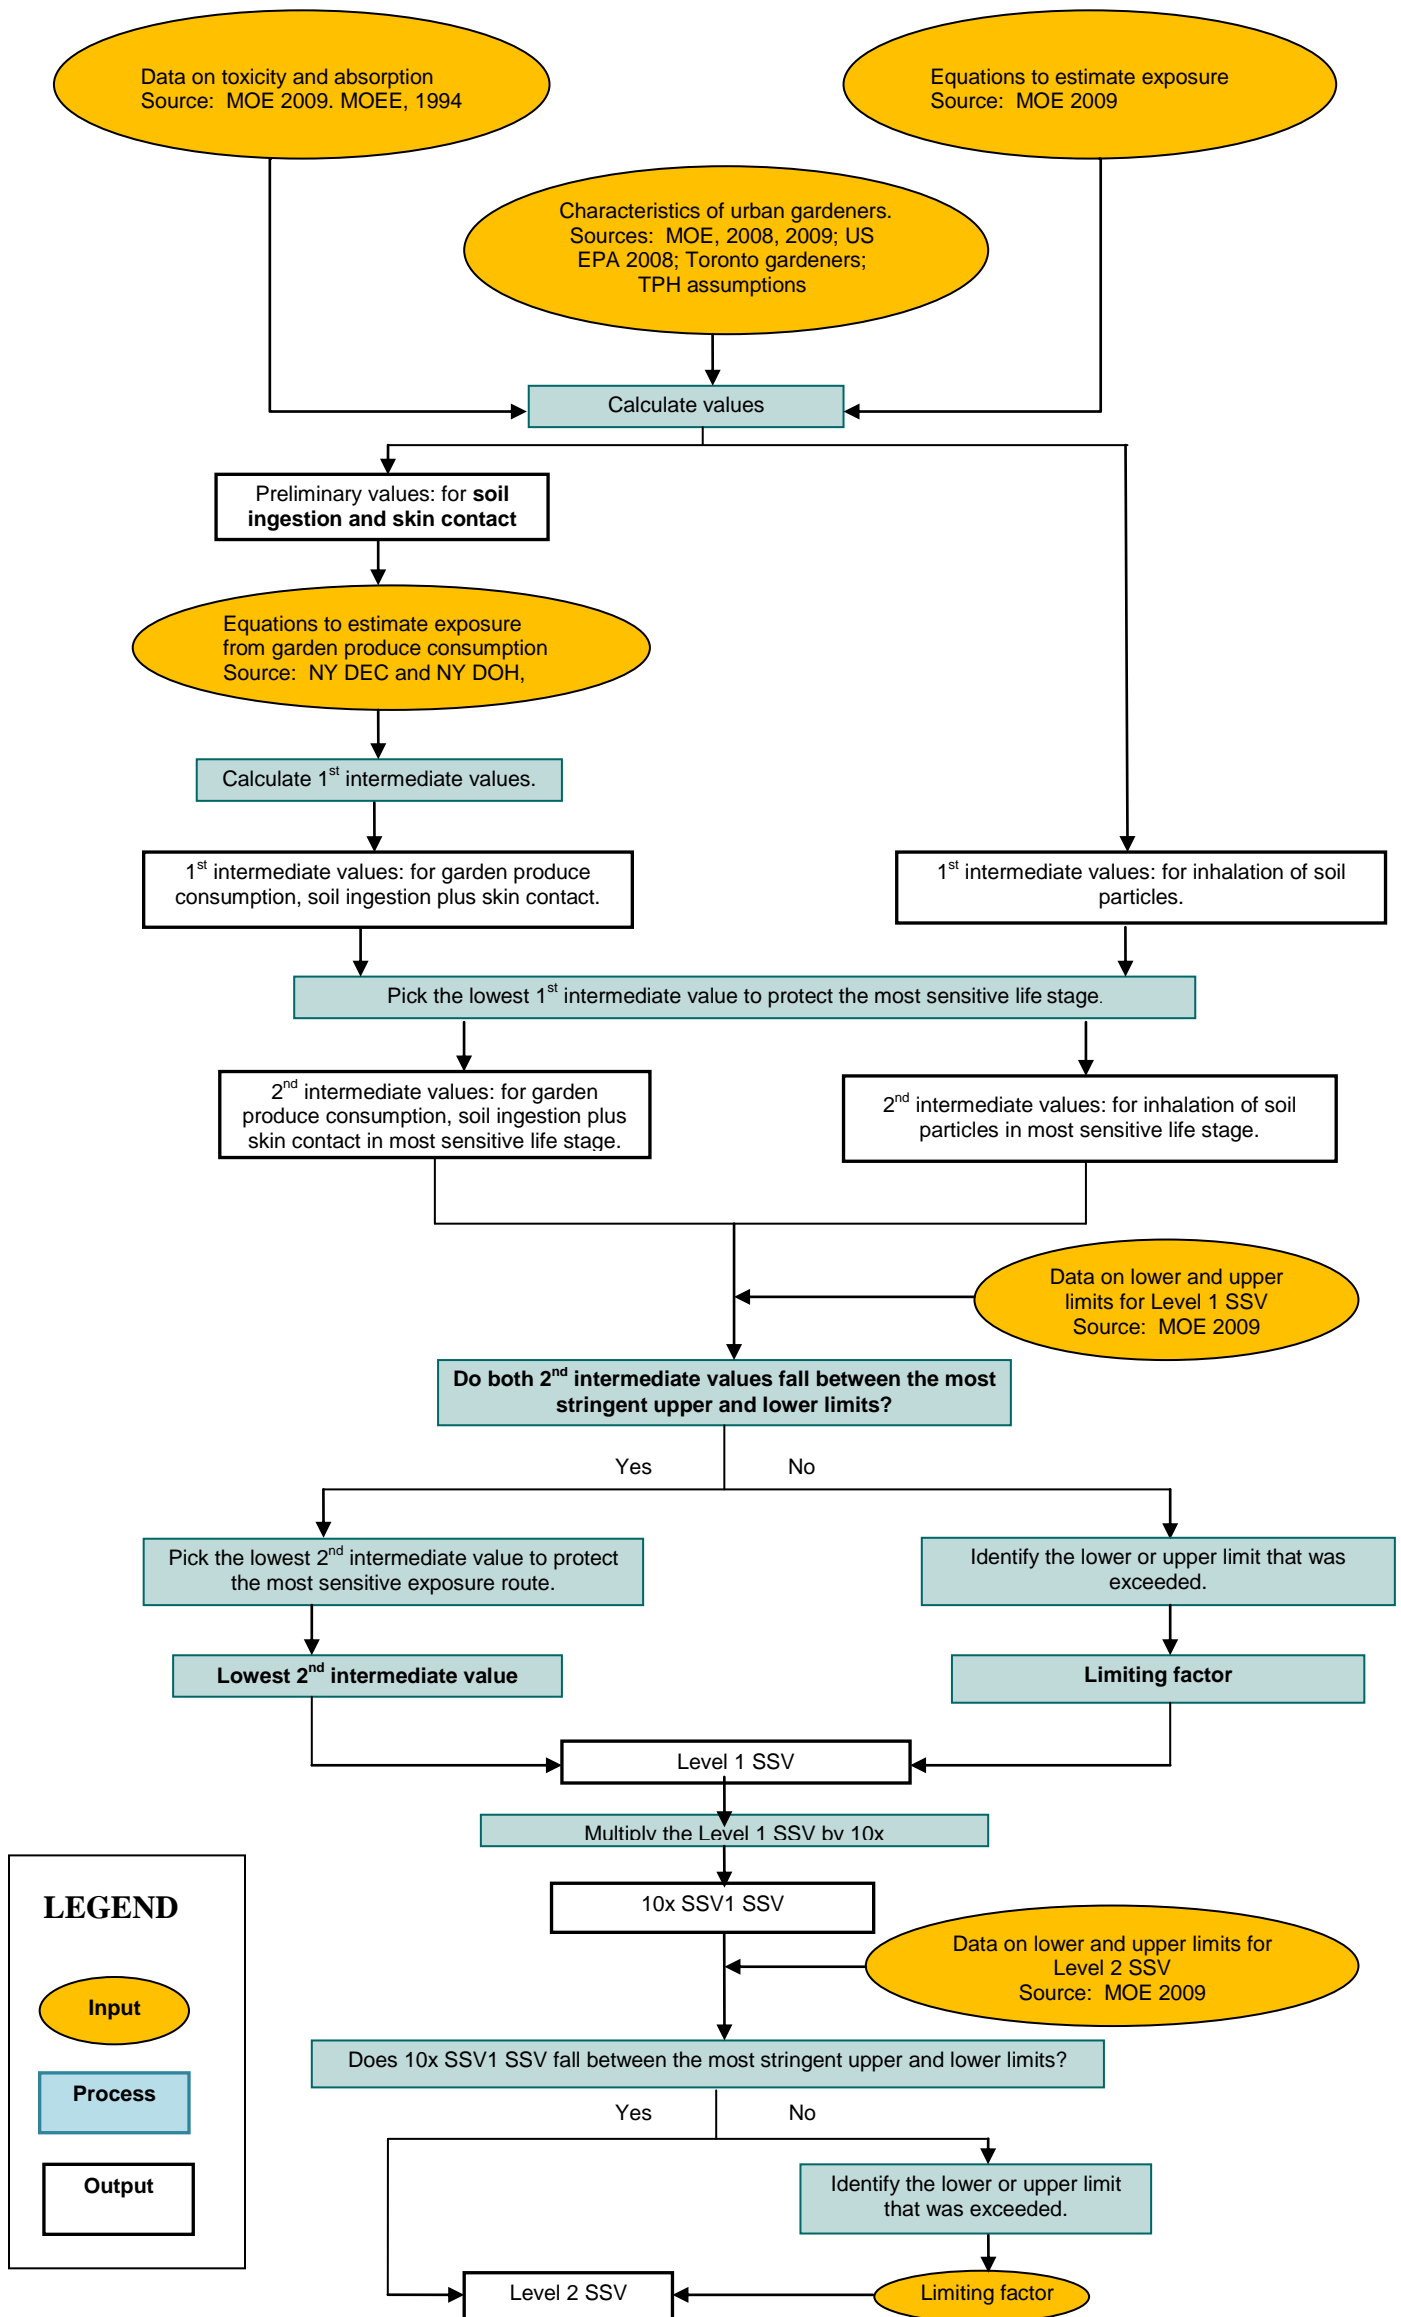 Data on toxicity and absorption
Source: MOE 2009. MOEE, 1994
Equations to estimate exposure
Source: MOE 2009
Characteristics of urban gardeners.
Sources: MOE, 2008, 2009; US
EPA 2008; Toronto gardeners;
TPH assumptions
Calculate values
Preliminary values: for soil
ingestion and skin contact
Equations to estimate exposure
from garden produce consumption
Source: NY DEC and NY DOH,
Calculate 1st intermediate values.
1st intermediate values: for garden produce
consumption, soil ingestion plus skin contact.
1st intermediate values: for inhalation of soil
particles.
Pick the lowest 1st intermediate value to protect the most sensitive life stage.
2nd intermediate values: for garden
produce consumption, soil ingestion plus
skin contact in most sensitive life stage.
2nd intermediate values: for inhalation of soil
particles in most sensitive life stage.
Data on lower and upper
limits for Level 1 SSV
Source: MOE 2009
Do both 2nd intermediate values fall between the most
stringent upper and lower limits?
Yes
No
Pick the lowest 2nd intermediate value to protect
the most sensitive exposure route.
Identify the lower or upper limit that was
exceeded.
Lowest 2nd intermediate value
Limiting factor
Level 1 SSV
Multiply the Level 1 SSV by 10x
10x SSV1 SSV
Data on lower and upper limits for
Level 2 SSV
Source: MOE 2009
Does 10x SSV1 SSV fall between the most stringent upper and lower limits?
Yes
No
Identify the lower or upper limit
that was exceeded.
Level 2 SSV
Limiting factor
LEGEND
Input
Process
Output